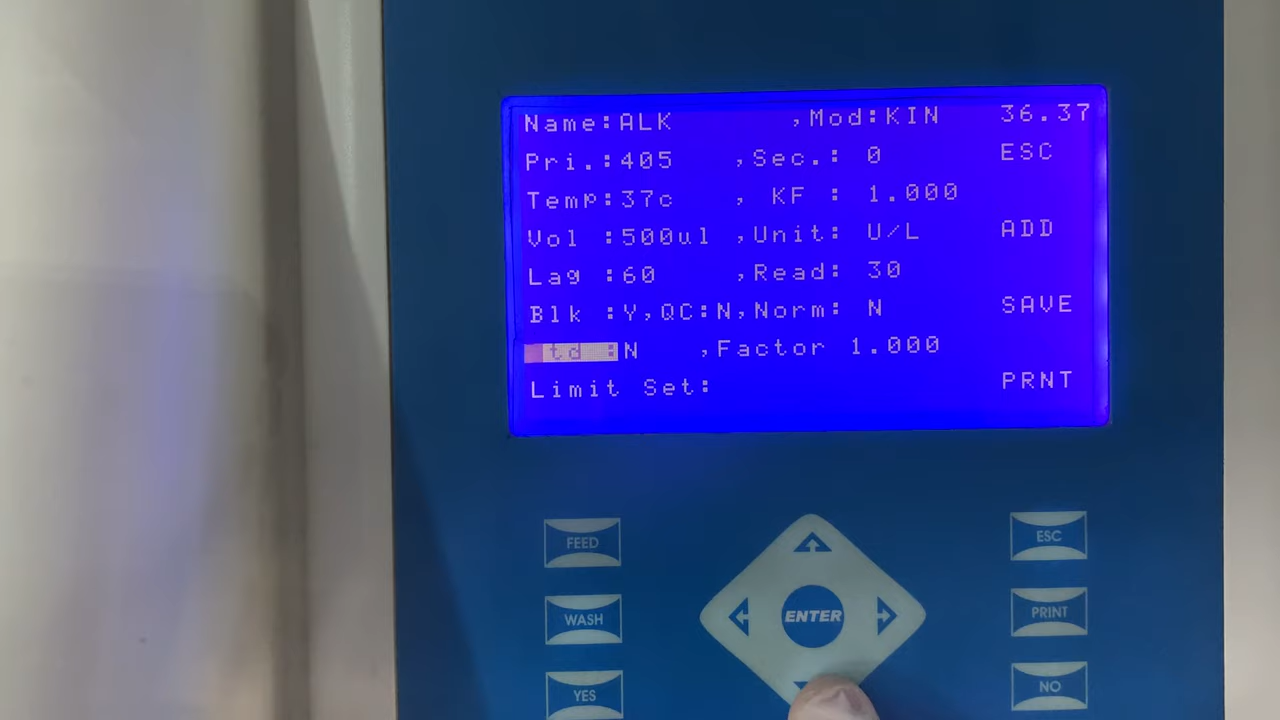 Name:ALK ,Mod:KIN 36.37
Pri.:405 ,Sec.: 0 ESC
Temp:37c , KF : 1.000
Vol :500ul ,Unit: U/L ADD
Lag :60 ,Read: 30
Blk :Y,QC:N,Norm: N SAVE
td :N ,Factor 1.000
Limit Set: PRNT
FEED ESC
WASH ENTER PRINT
YES NO